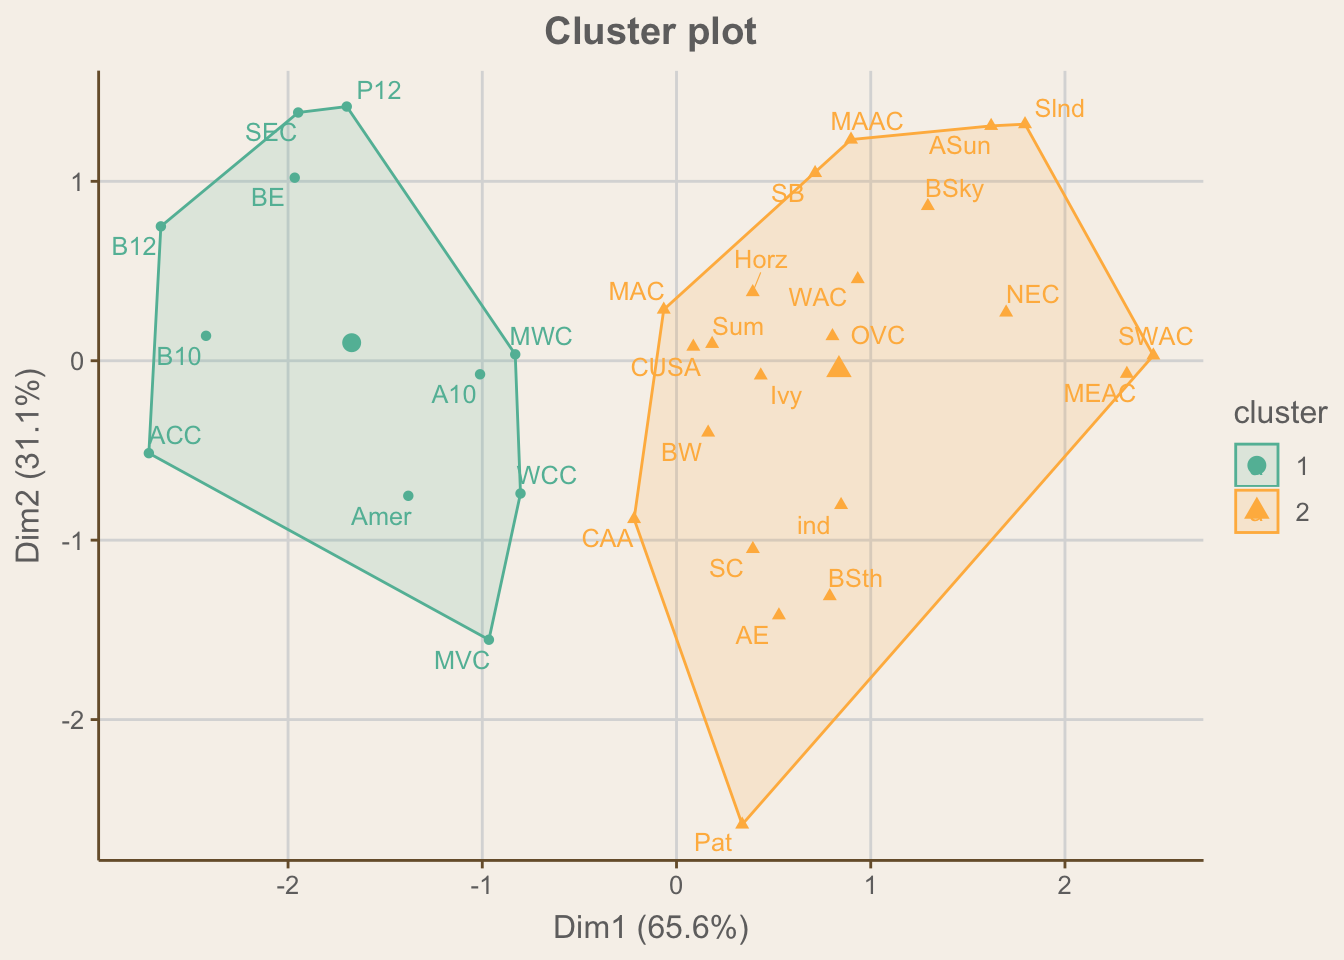 Cluster plot
P12
SEC
SInd
MAAC
ASun
BE
BSky
SB
B12
Horz
MAC
WAC
NEC
Sum
OVC
MWC
SWAC
B10
CUSA
A10
Ivy
MEAC
ACC
BW
WCC
Amer
ind
CAA
SC
BSth
AE
MVC
Pat
1
0
-1
-2
-2
-1
0
1
2
Dim1 (65.6%)
Dim2 (31.1%)
cluster
1
2